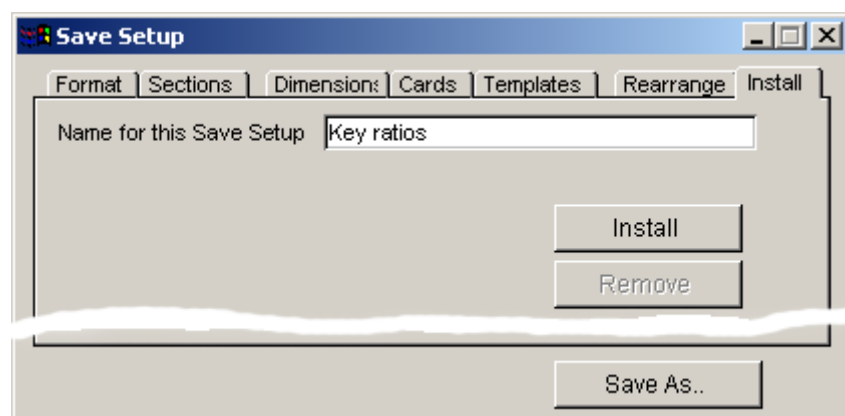 Save Setup
Format Sections Dimension: Cards Templates Rearrange Install
Name for this Save Setup Key ratios
Install
Remove
Save As..